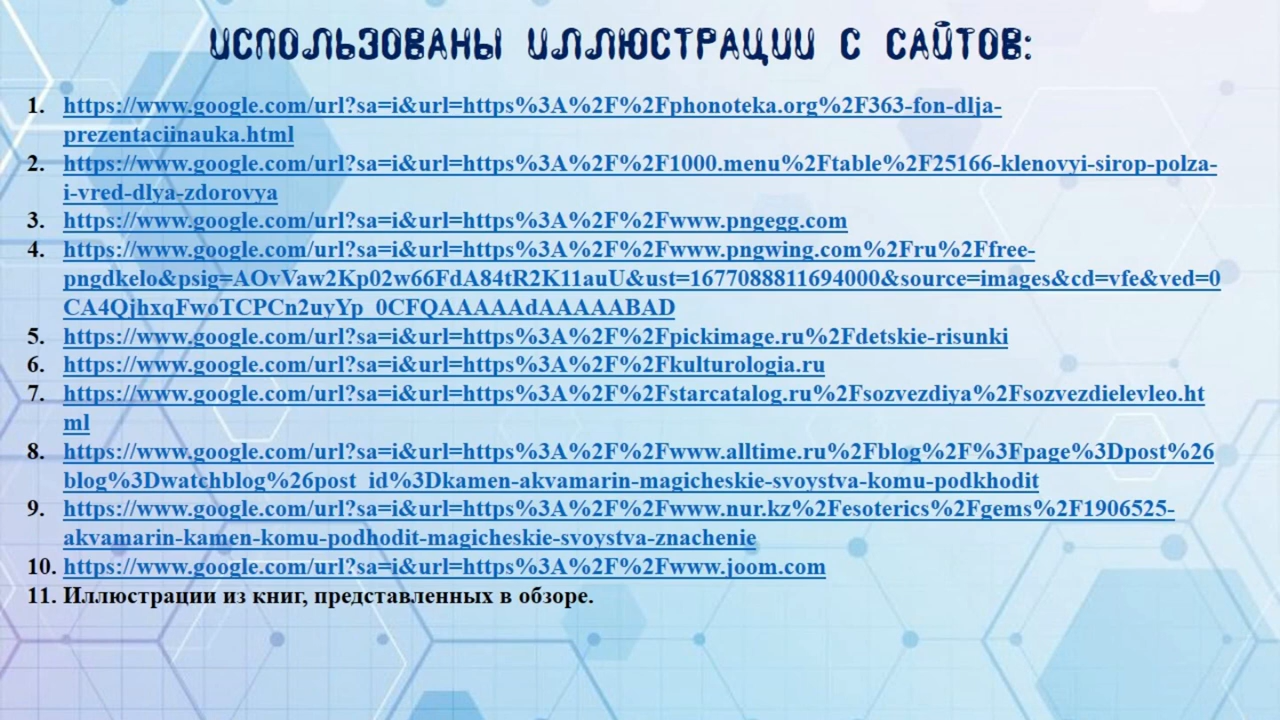 ИСПОЛЬЗОВАНЫ ИЛЛЮСТРАЦИИ С САЙТОВ:
1. https://www.google.com/url?sa=i&url=https%3A%2F%2Fphonoteka.org%2F363-fon-dlja-
prezentaciinauka.html
2. https://www.google.com/url?sa=i&url=https%3A%2F%2F1000.menu%2Ftable%2F25166-klenovyi-sirop-polza-
i-vred-dlya-zdorovya
3. https://www.google.com/url?sa=i&url=https%3A%2F%2Fwww.pngegg.com
4. https://www.google.com/url?sa=i&url=https%3A%2F%2Fwww.pngwing.com%2Fru%2Ffree-
pngdkelo&psig=AOvVaw2Kp02w66FdA84tR2K11auU&ust=1677088811694000&source=images&cd=vfe&ved=0
CA4QjhxqFwoTCPCn2uyYp_0CFQAAAAAdAAAAABAD
5. https://www.google.com/url?sa=i&url=https%3A%2F%2Fpickimage.ru%2Fdetskie-risunki
6. https://www.google.com/url?sa=i&url=https%3A%2F%2Fkulturologia.ru
7. https://www.google.com/url?sa=i&url=https%3A%2F%2Fstarcatalog.ru%2Fsozvezdiya%2Fsozvezdielevleo.ht
ml
8. https://www.google.com/url?sa=i&url=https%3A%2F%2Fwww.alltime.ru%2Fblog%2F%3Fpage%3Dpost%26
blog%3Dwatchblog%26post_id%3Dkamen-akvamarin-magicheskie-svoystva-komu-podkhodit
9. https://www.google.com/url?sa=i&url=https%3A%2F%2Fwww.nur.kz%2Fesoterics%2Fgems%2F1906525-
akvamarin-kamen-komu-podhodit-magicheskie-svoystva-znachenie
10. https://www.google.com/url?sa=i&url=https%3A%2F%2Fwww.joom.com
11. Иллюстрации из книг, представленных в обзоре.